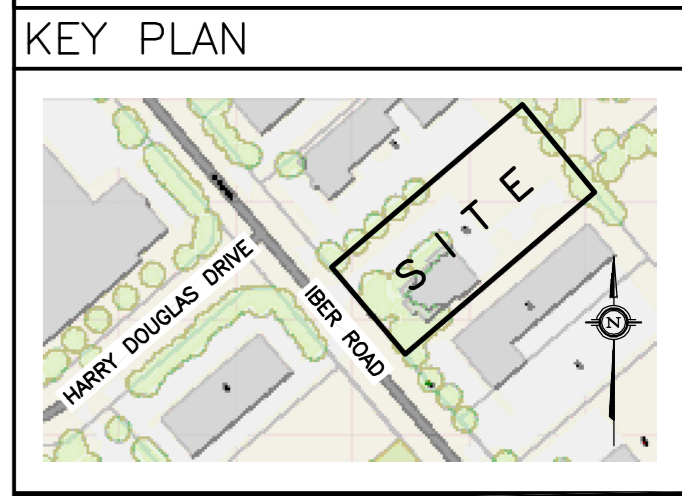 KEY PLAN
SITE
HARRY DOUGLAS DRIVE
IBER ROAD
N